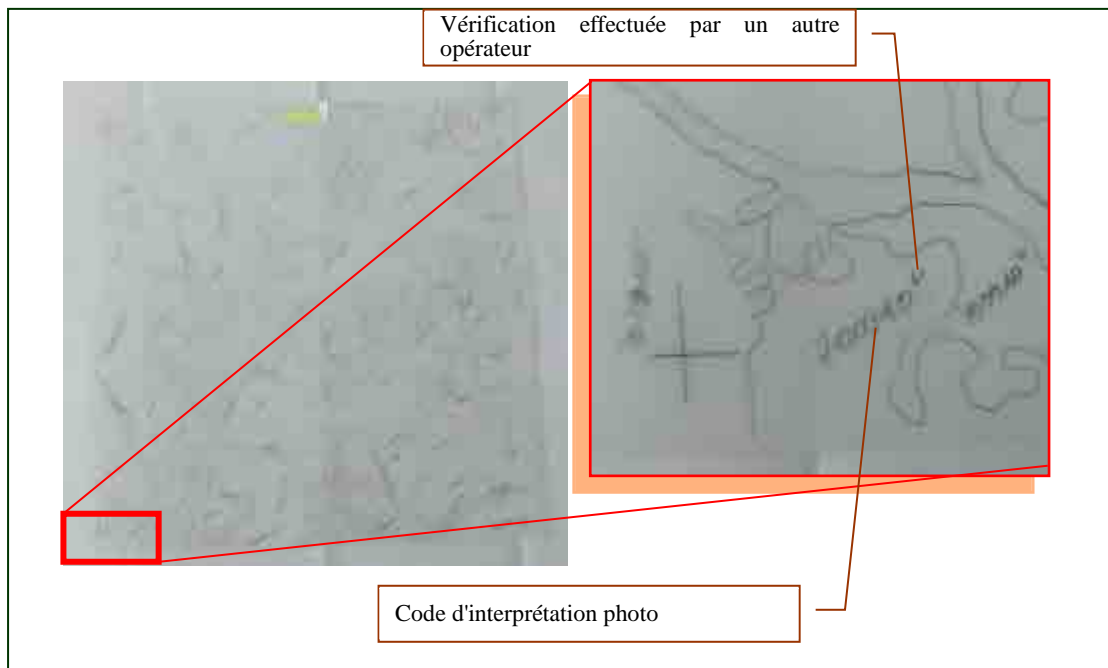 Vérification effectuée par un autre
opérateur
Code d'interprétation photo